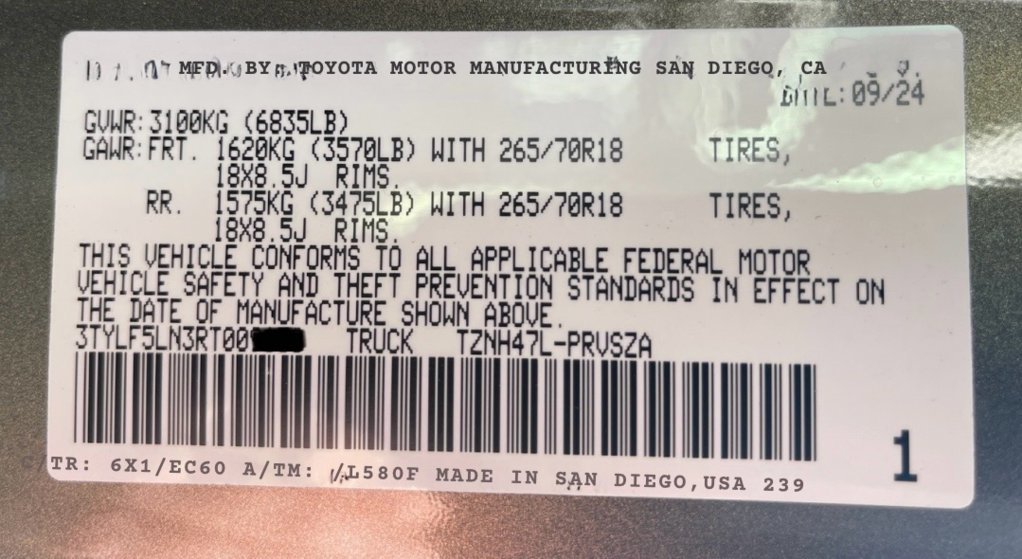 MFD. BY: TOYOTA MOTOR MANUFACTURING SAN DIEGO, CA
09/24
GVWR: 3100KG (6835LB)
GAWR: FRT. 1620KG (3570LB) WITH 265/70R18 TIRES,
18X8.5J RIMS.
RR. 1575KG (3475LB) WITH 265/70R18 TIRES,
18X8.5J RIMS.
THIS VEHICLE CONFORMS TO ALL APPLICABLE FEDERAL MOTOR
VEHICLE SAFETY AND THEFT PREVENTION STANDARDS IN EFFECT ON
THE DATE OF MANUFACTURE SHOWN ABOVE.
3TYLF5LN3RT00 TRUCK TZNH47L-PRVSZA
1
C/TR: 6X1/EC60 A/TM: /L580F MADE IN SAN DIEGO,USA 239